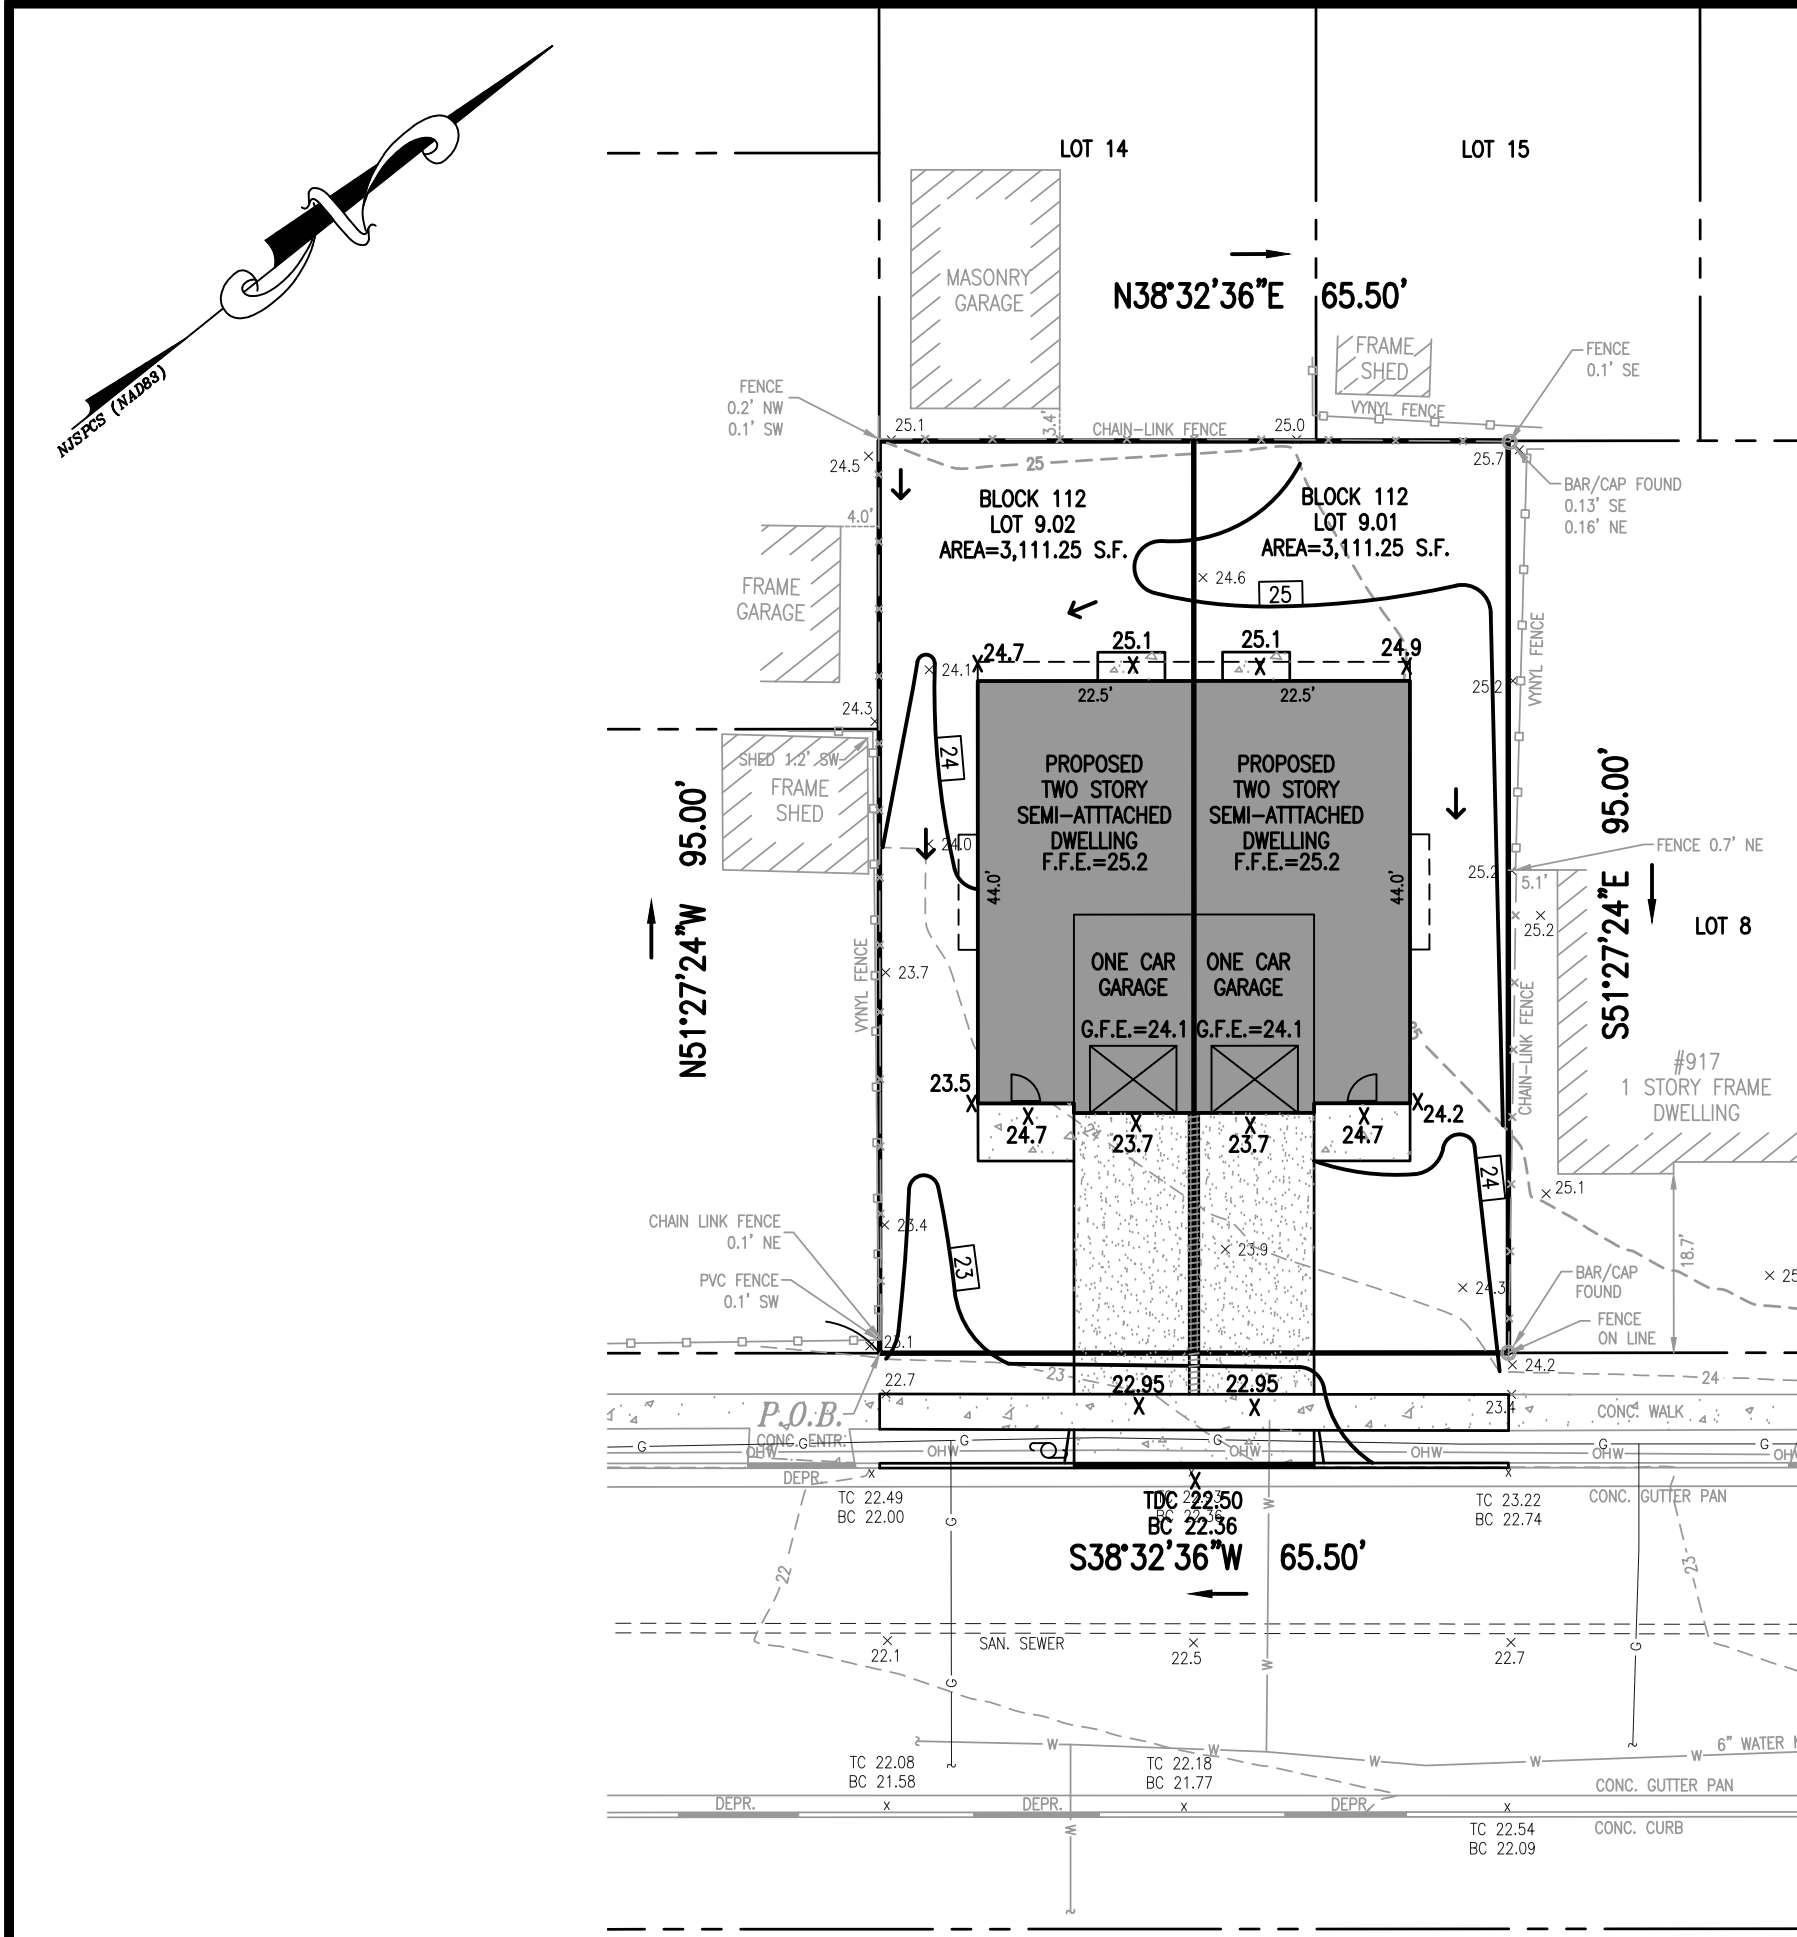 NJSPCS (NAD83)
LOT 14
LOT 15
MASONRY
GARAGE
N38°32'36"E 65.50'
FRAME
SHED
FENCE
0.1' SE
FENCE
0.2' NW
0.1' SW
VYNYL FENCE
25.1
3.4'
CHAIN-LINK FENCE
25.0
24.5
25
25.7
BAR/CAP FOUND
0.13' SE
0.16' NE
BLOCK 112
LOT 9.02
AREA=3,111.25 S.F.
BLOCK 112
LOT 9.01
AREA=3,111.25 S.F.
4.0'
FRAME
GARAGE
24.6
25
VYNYL FENCE
24.7
25.1
25.1
24.9
24.1
22.5'
22.5'
25.2
24.3
SHED 1.2' SW
FRAME
SHED
24
PROPOSED
TWO STORY
SEMI-ATTTACHED
DWELLING
F.F.E.=25.2
PROPOSED
TWO STORY
SEMI-ATTTACHED
DWELLING
F.F.E.=25.2
24.0
44.0'
44.0'
N51°27'24"W 95.00'
S51°27'24"E 95.00'
FENCE 0.7' NE
25.2
5.1'
25.2
LOT 8
VYNYL FENCE
23.7
ONE CAR
GARAGE
G.F.E.=24.1
ONE CAR
GARAGE
G.F.E.=24.1
25
CHAIN-LINK FENCE
#917
1 STORY FRAME
DWELLING
23.5
24.2
24.7
23.7
23.7
24.7
24
24
25.1
CHAIN LINK FENCE
0.1' NE
23.4
23.9
18.7'
PVC FENCE
0.1' SW
23
24.3
BAR/CAP
FOUND
FENCE
ON LINE
23.1
24.2
22.7
23
22.95
22.95
24
23.4
P.O.B.
CONC. WALK
CONC. ENTR.
G G G G G
OHW OHW OHW OHW OHW
DEPR.
TC 22.49
BC 22.00
TDC 22.50
BC 22.36
TC 23.22
BC 22.74
CONC. GUTTER PAN
S38°32'36"W 65.50'
G
W
22
23
SAN. SEWER
22.1
22.5
22.7
W
G
G
W W W W W
6" WATER
TC 22.08
BC 21.58
TC 22.18
BC 21.77
CONC. GUTTER PAN
DEPR.
DEPR.
DEPR.
W
TC 22.54
BC 22.09
CONC. CURB